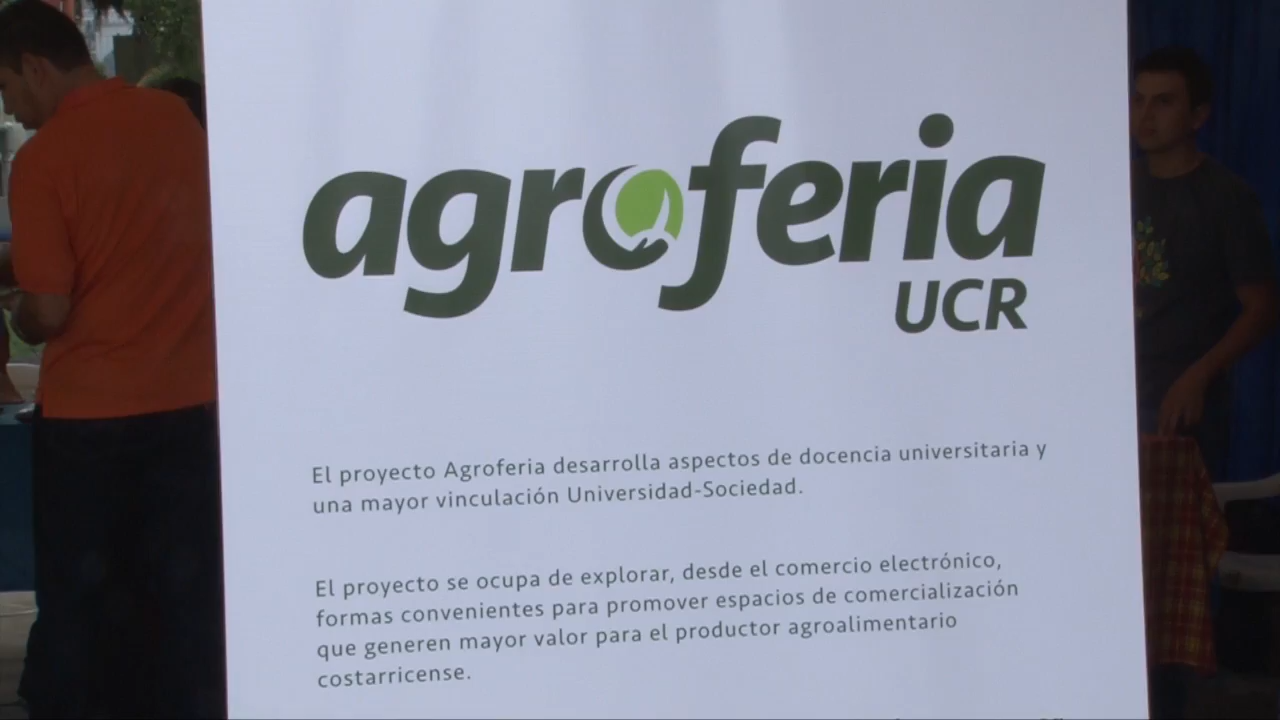 agroferia
UCR
El proyecto Agroferia desarrolla aspectos de docencia universitaria y
una mayor vinculación Universidad-Sociedad.
El proyecto se ocupa de explorar, desde el comercio electrónico,
formas convenientes para promover espacios de comercialización
que generen mayor valor para el productor agroalimentario
costarricense.